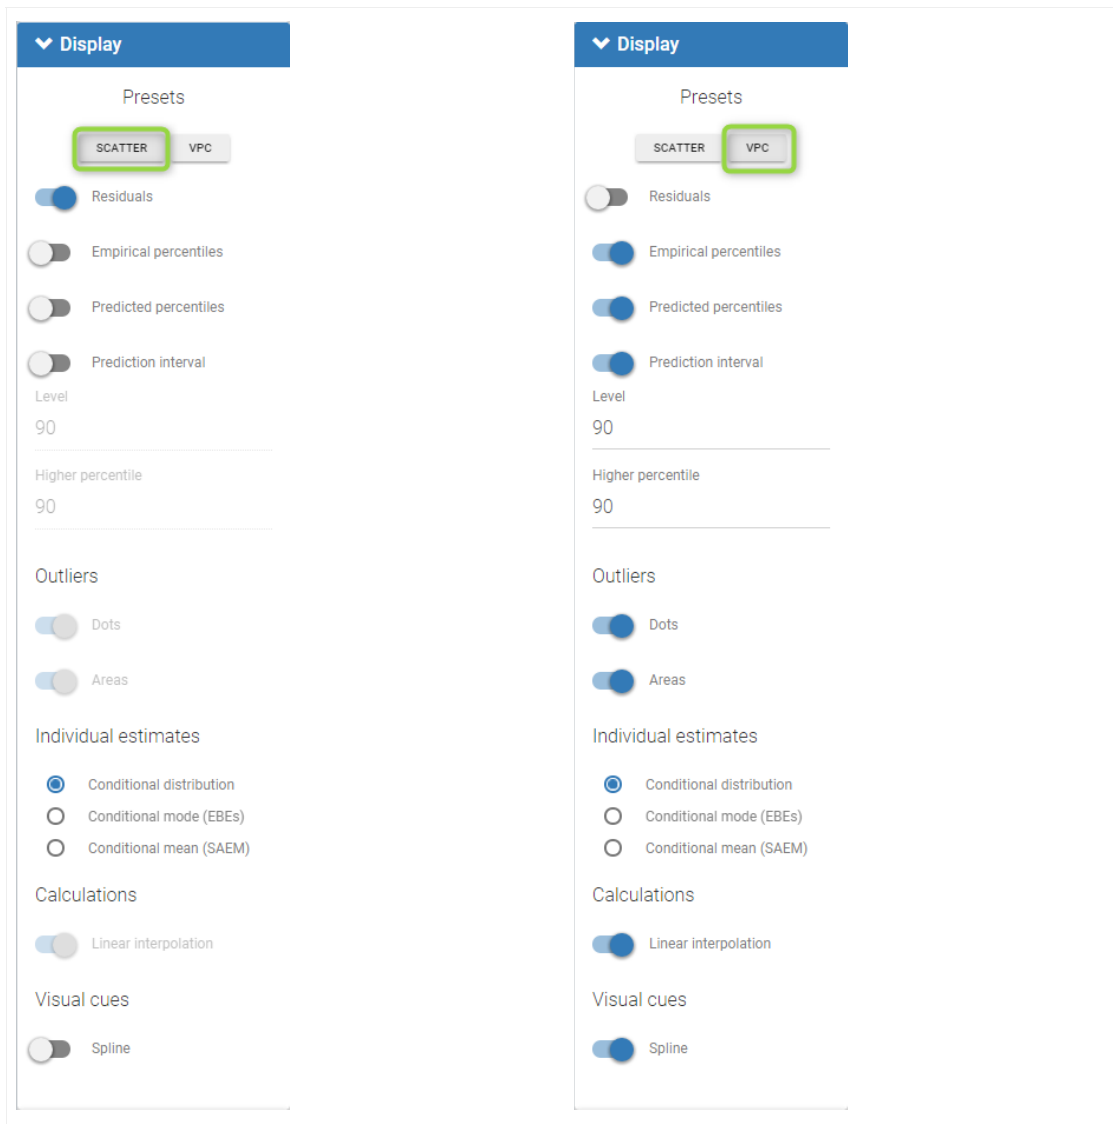 Display
Presets
SCATTER VPC
Residuals
Empirical percentiles
Predicted percentiles
Prediction interval
Level
90
Higher percentile
90
Outliers
Dots
Areas
Individual estimates
Conditional distribution
Conditional mode (EBEs)
Conditional mean (SAEM)
Calculations
Linear interpolation
Visual cues
Spline
Display
Presets
SCATTER VPC
Residuals
Empirical percentiles
Predicted percentiles
Prediction interval
Level
90
Higher percentile
90
Outliers
Dots
Areas
Individual estimates
Conditional distribution
Conditional mode (EBEs)
Conditional mean (SAEM)
Calculations
Linear interpolation
Visual cues
Spline